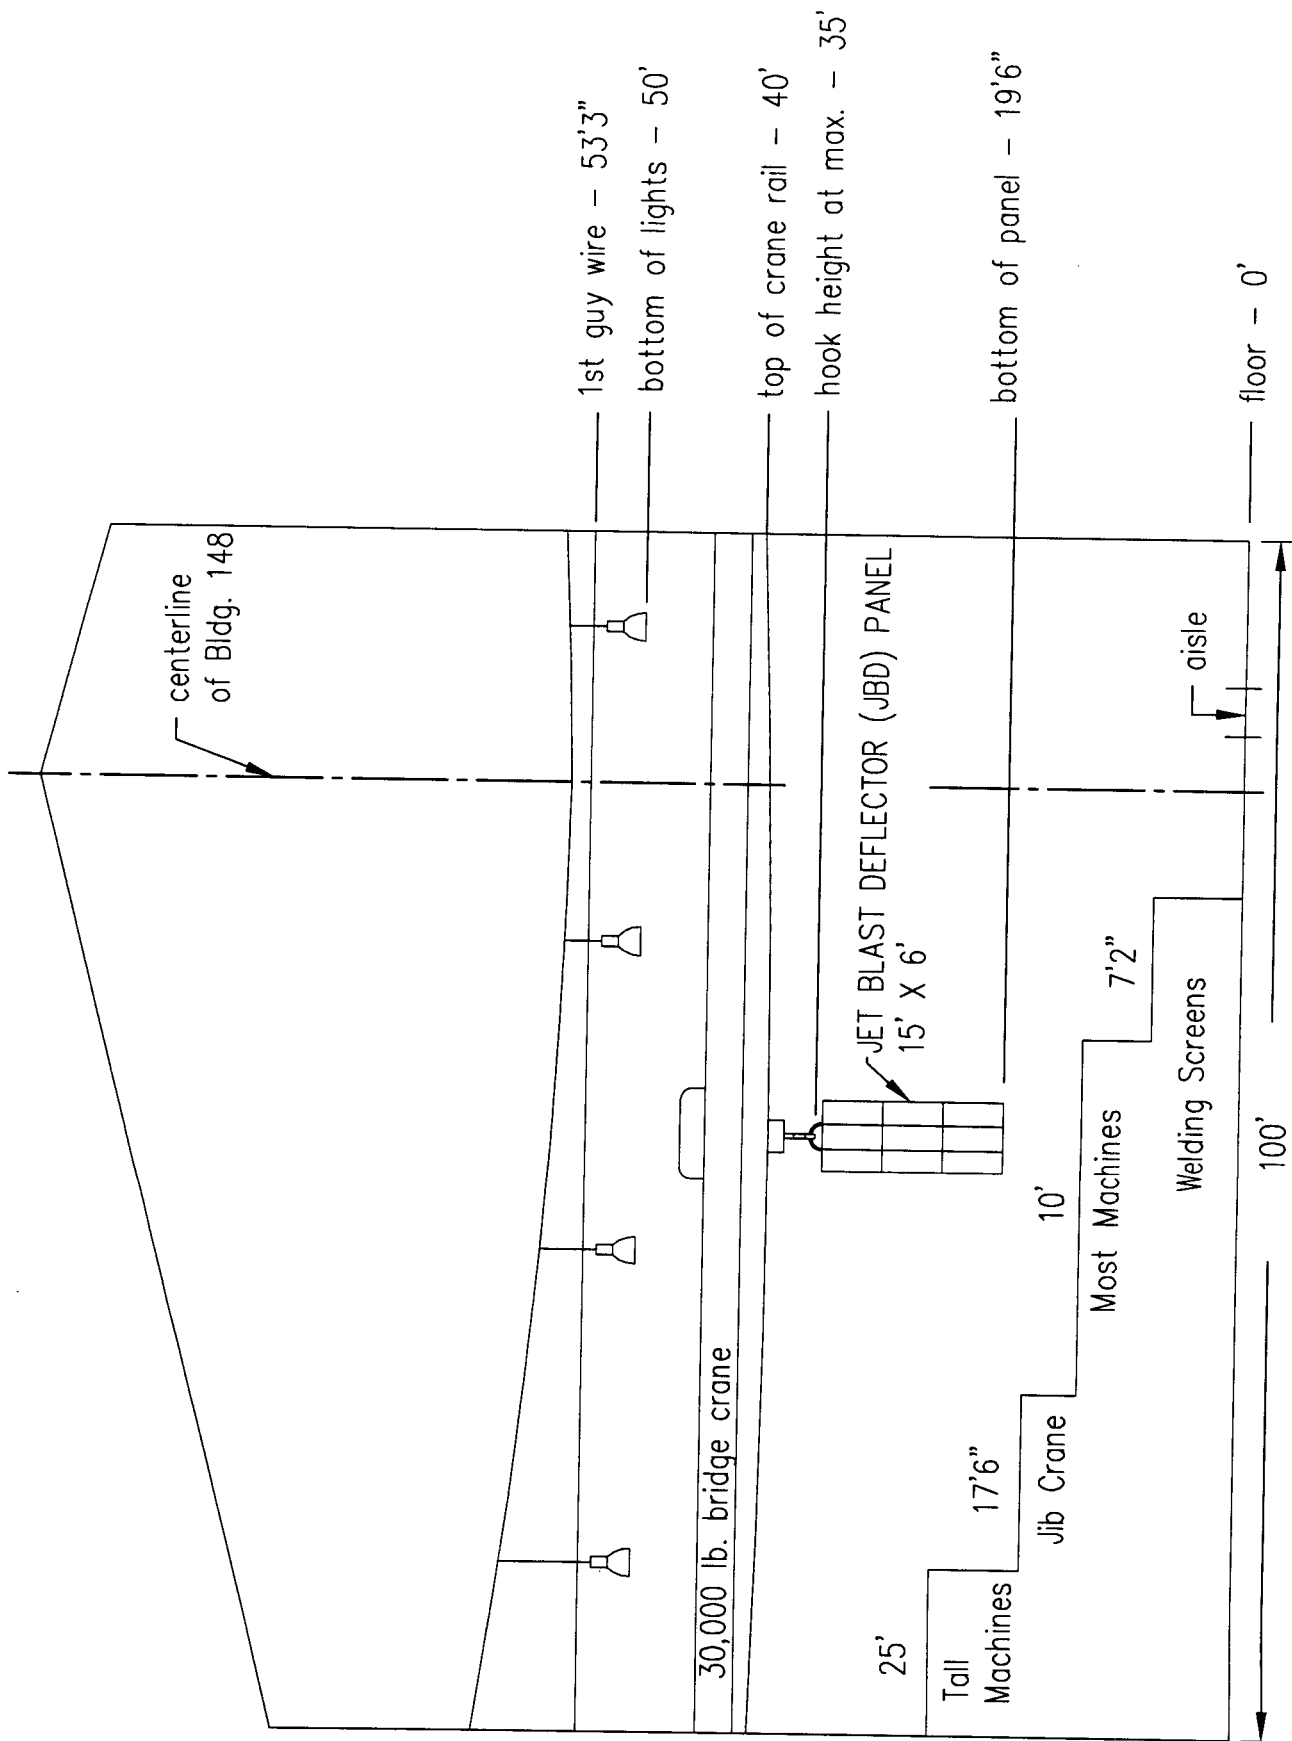 centerline
of Bldg. 148
1st guy wire – 53'3"
bottom of lights – 50'
30,000 lb. bridge crane
top of crane rail – 40'
hook height at max. – 35'
JET BLAST DEFLECTOR (JBD) PANEL
15' X 6'
bottom of panel – 19'6"
25'
Tall
Machines
17'6"
Jib Crane
10'
Most Machines
7'2"
Welding Screens
aisle
floor – 0'
100'